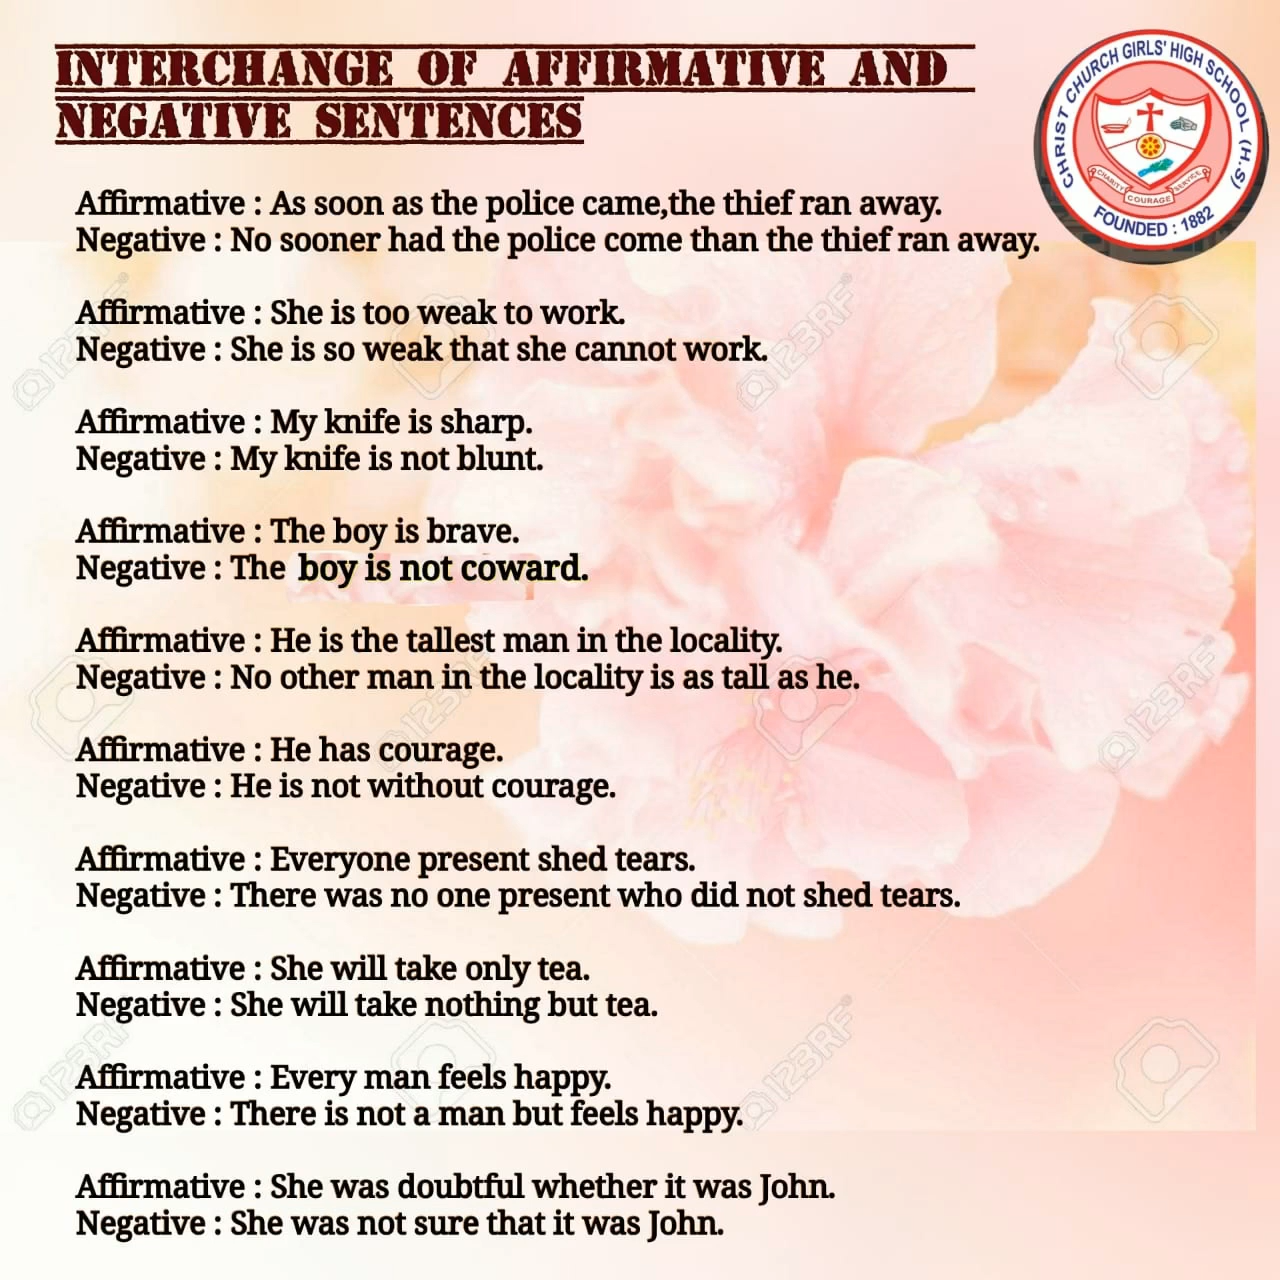 INTERCHANGE OF AFFIRMATIVE AND
NEGATIVE SENTENCES
CHRIST CHURCH GIRLS' HIGH SCHOOL (H.S)
CHARITY
COURAGE
SERVICE
FOUNDED : 1882
Affirmative : As soon as the police came,the thief ran away.
Negative : No sooner had the police come than the thief ran away.
Affirmative : She is too weak to work.
Negative : She is so weak that she cannot work.
Affirmative : My knife is sharp.
Negative : My knife is not blunt.
Affirmative : The boy is brave.
Negative : The boy is not coward.
Affirmative : He is the tallest man in the locality.
Negative : No other man in the locality is as tall as he.
Affirmative : He has courage.
Negative : He is not without courage.
Affirmative : Everyone present shed tears.
Negative : There was no one present who did not shed tears.
Affirmative : She will take only tea.
Negative : She will take nothing but tea.
Affirmative : Every man feels happy.
Negative : There is not a man but feels happy.
Affirmative : She was doubtful whether it was John.
Negative : She was not sure that it was John.
123RF
123RF
123RF
123RF
123RF
123RF
123RF